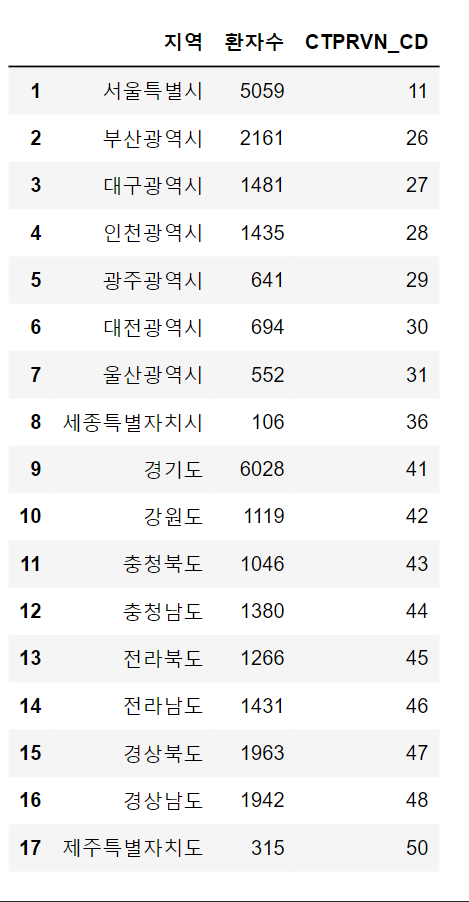 지역 환자수 CTPRVN_CD
1 서울특별시 5059 11
2 부산광역시 2161 26
3 대구광역시 1481 27
4 인천광역시 1435 28
5 광주광역시 641 29
6 대전광역시 694 30
7 울산광역시 552 31
8 세종특별자치시 106 36
9 경기도 6028 41
10 강원도 1119 42
11 충청북도 1046 43
12 충청남도 1380 44
13 전라북도 1266 45
14 전라남도 1431 46
15 경상북도 1963 47
16 경상남도 1942 48
17 제주특별자치도 315 50